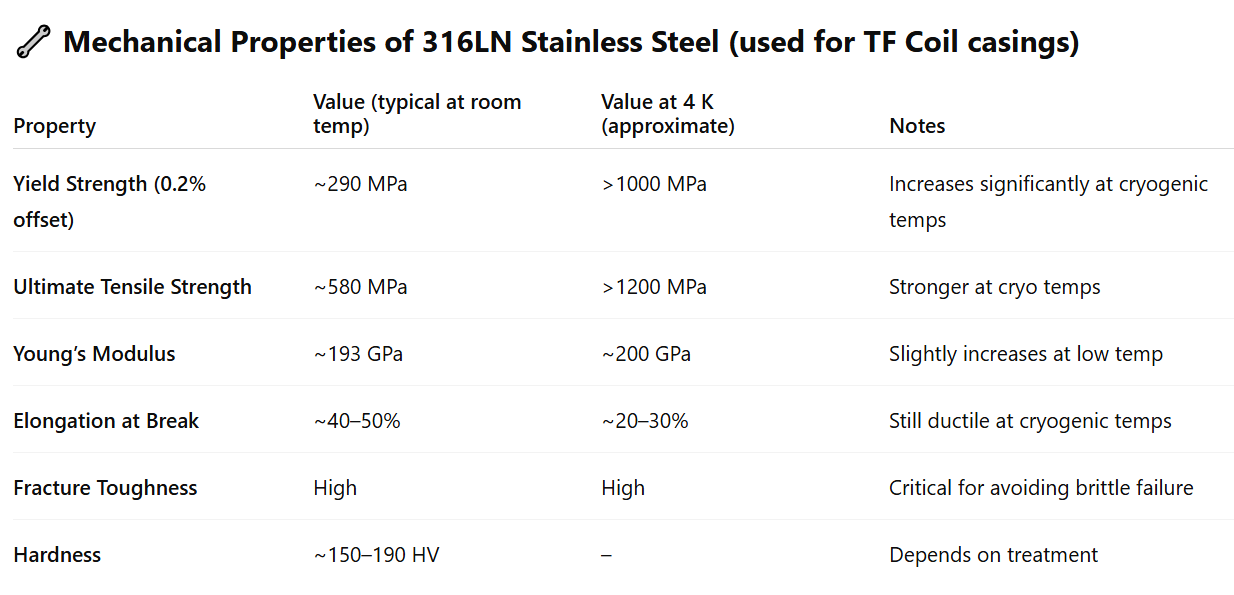 Mechanical Properties of 316LN Stainless Steel (used for TF Coil casings)
Property
Value (typical at room
temp)
Value at 4 K
(approximate)
Notes
Yield Strength (0.2%
offset)
~290 MPa
>1000 MPa
Increases significantly at cryogenic
temps
Ultimate Tensile Strength
~580 MPa
>1200 MPa
Stronger at cryo temps
Young’s Modulus
~193 GPa
~200 GPa
Slightly increases at low temp
Elongation at Break
~40–50%
~20–30%
Still ductile at cryogenic temps
Fracture Toughness
High
High
Critical for avoiding brittle failure
Hardness
~150–190 HV
–
Depends on treatment